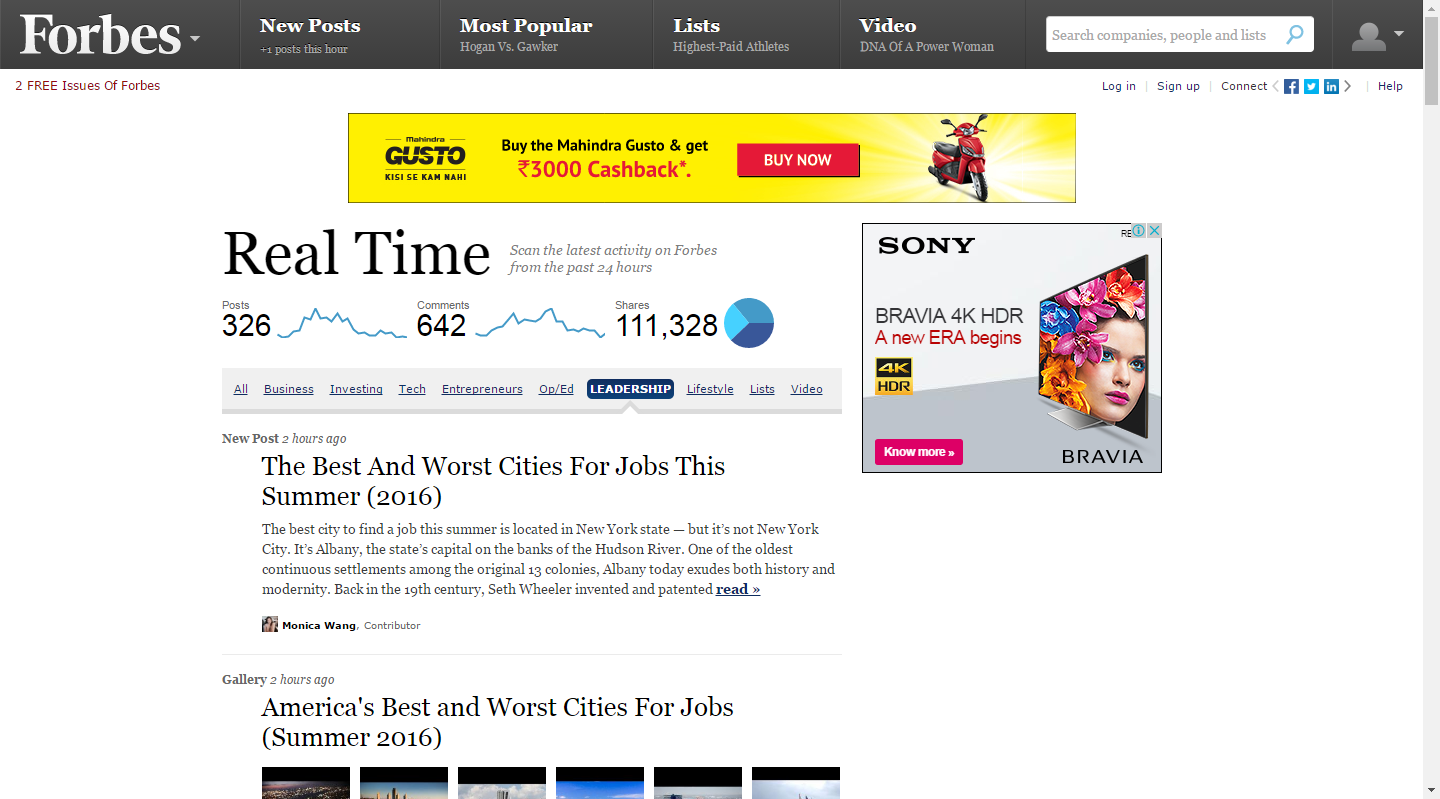 Forbes
New Posts
+1 posts this hour
Most Popular
Hogan Vs. Gawker
Lists
Highest-Paid Athletes
Video
DNA Of A Power Woman
Search companies, people and lists
2 FREE Issues Of Forbes
Log in
Sign up
Connect
Help
Mahindra
GUSTO
KISI SE KAM NAHI
Buy the Mahindra Gusto & get
₹3000 Cashback*.
BUY NOW
Real Time
Scan the latest activity on Forbes
from the past 24 hours
Posts
326
Comments
642
Shares
111,328
All Business Investing Tech Entrepreneurs Op/Ed LEADERSHIP Lifestyle Lists Video
New Post 2 hours ago
The Best And Worst Cities For Jobs This
Summer (2016)
The best city to find a job this summer is located in New York state — but it's not New York
City. It's Albany, the state's capital on the banks of the Hudson River. One of the oldest
continuous settlements among the original 13 colonies, Albany today exudes both history and
modernity. Back in the 19th century, Seth Wheeler invented and patented read »
Monica Wang, Contributor
Gallery 2 hours ago
America's Best and Worst Cities For Jobs
(Summer 2016)
SONY
RE
BRAVIA 4K HDR
A new ERA begins
4K
HDR
Know more »
BRAVIA